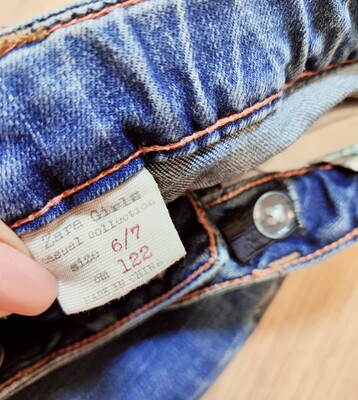 Zara Girls
casual collection
size 6/7
cm 122
MADE IN CHINA